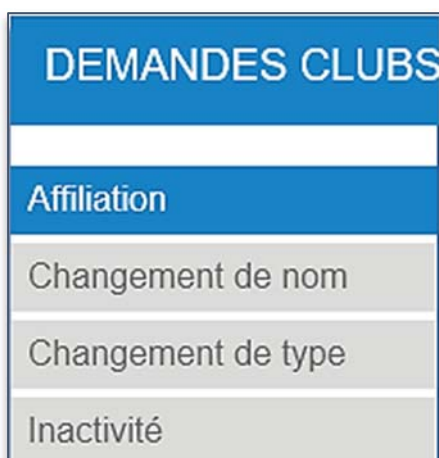 DEMANDES CLUBS
Affiliation
Changement de nom
Changement de type
Inactivité